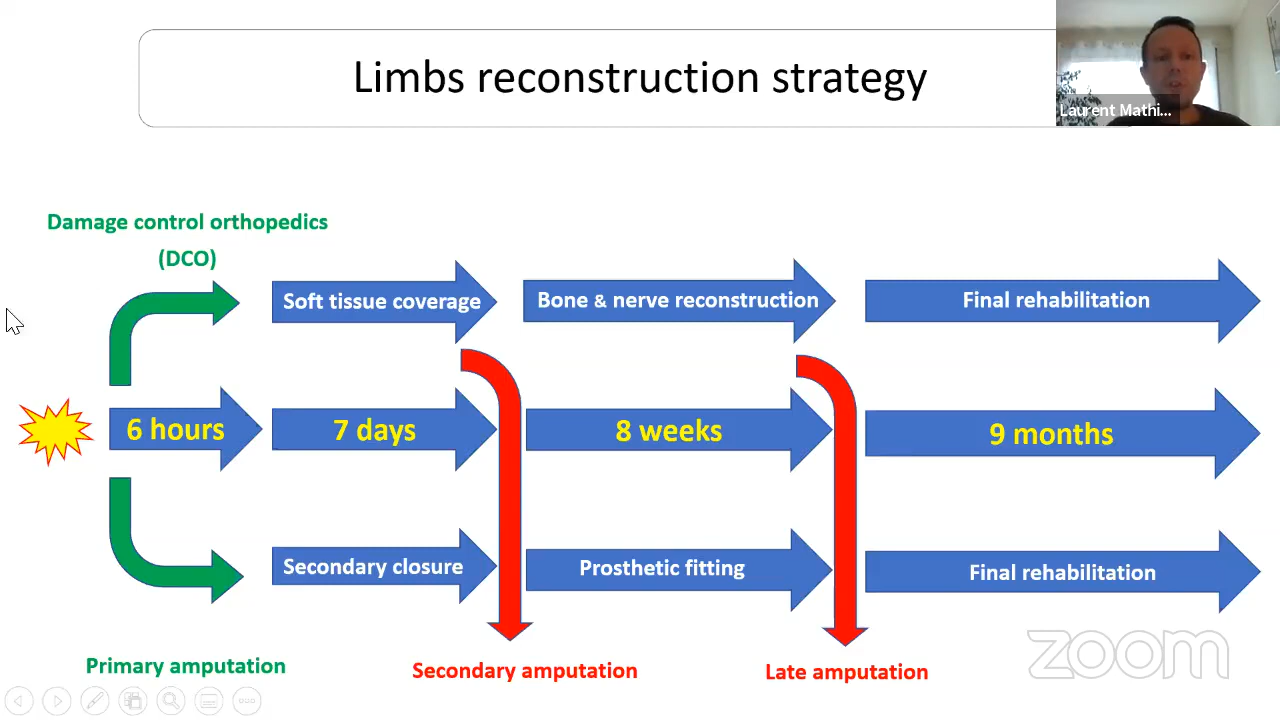 Limbs reconstruction strategy
Laurent Mathi...
Damage control orthopedics
(DCO)
Soft tissue coverage
Bone & nerve reconstruction
Final rehabilitation
6 hours
7 days
8 weeks
9 months
Secondary closure
Prosthetic fitting
Final rehabilitation
Primary amputation
Secondary amputation
Late amputation
zoom